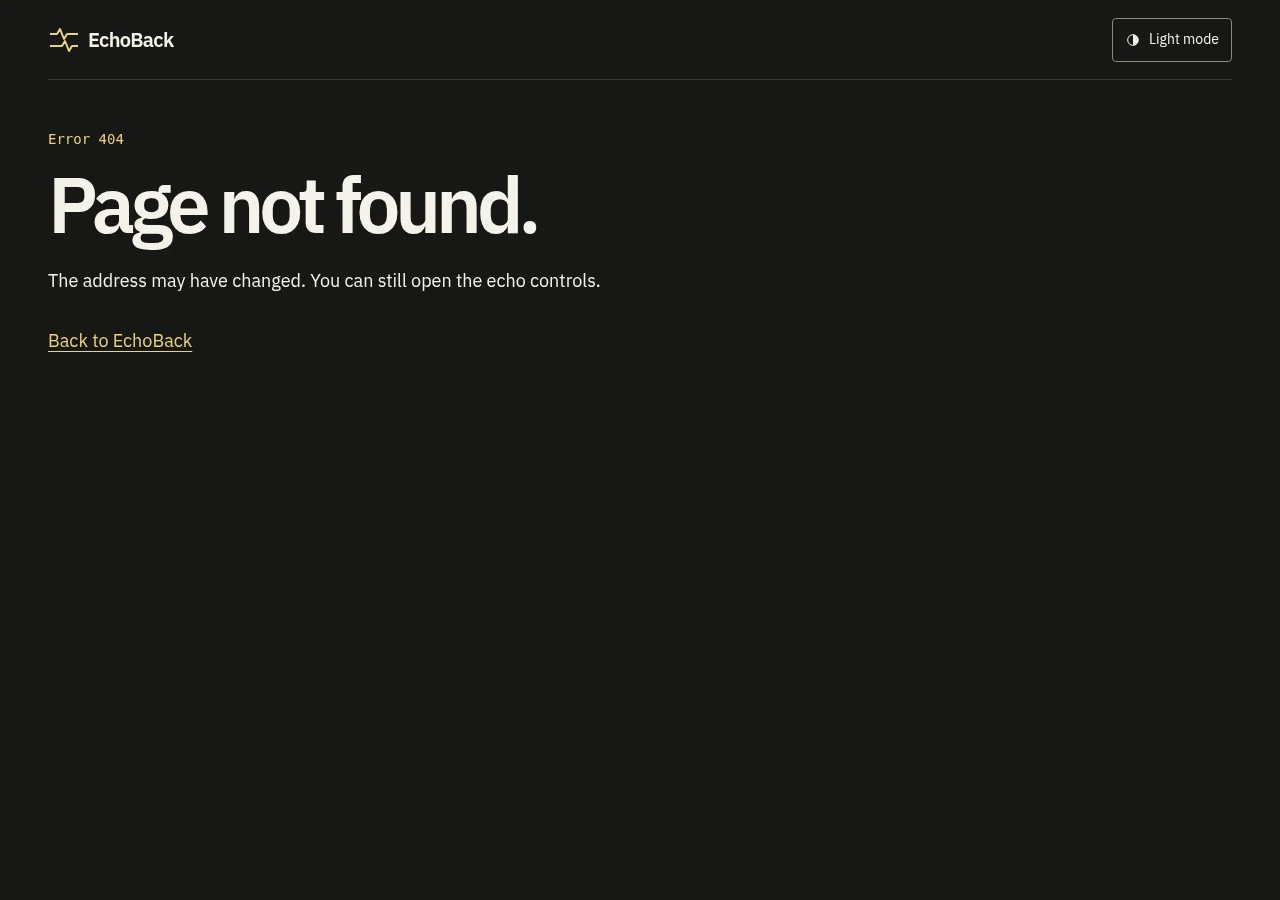 EchoBack
Light mode
Error 404
Page not found.
The address may have changed. You can still open the echo controls.
Back to EchoBack